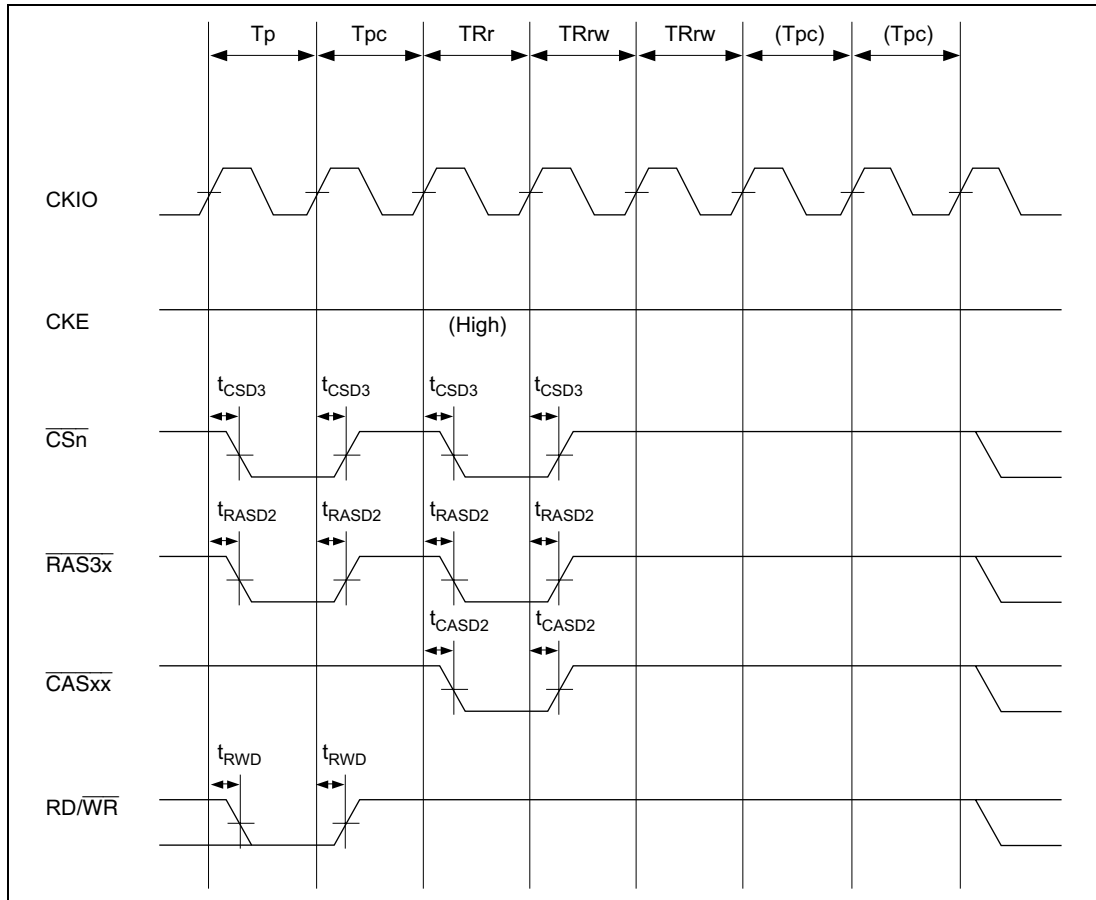 Tp Tpc TRr TRrw TRrw (Tpc) (Tpc)
CKIO
CKE
(High)
tCSD3 tCSD3 tCSD3 tCSD3
CSn
tRASD2 tRASD2 tRASD2 tRASD2
RAS3x
tCASD2 tCASD2
CASxx
tRWD tRWD
RD/WR